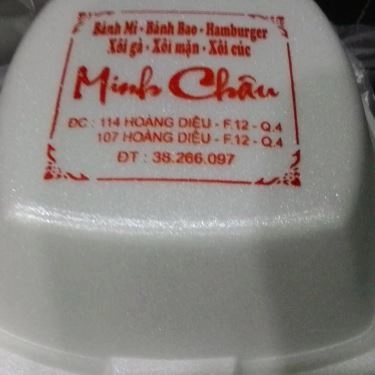 Bánh Mì - Bánh Bao - Hamburger
Xôi gà - Xôi mặn - Xôi cúc
Minh Châu
ĐC : 114 HOÀNG DIỆU - F.12 - Q.4
107 HOÀNG DIỆU - F.12 - Q.4
ĐT : 38.266.097